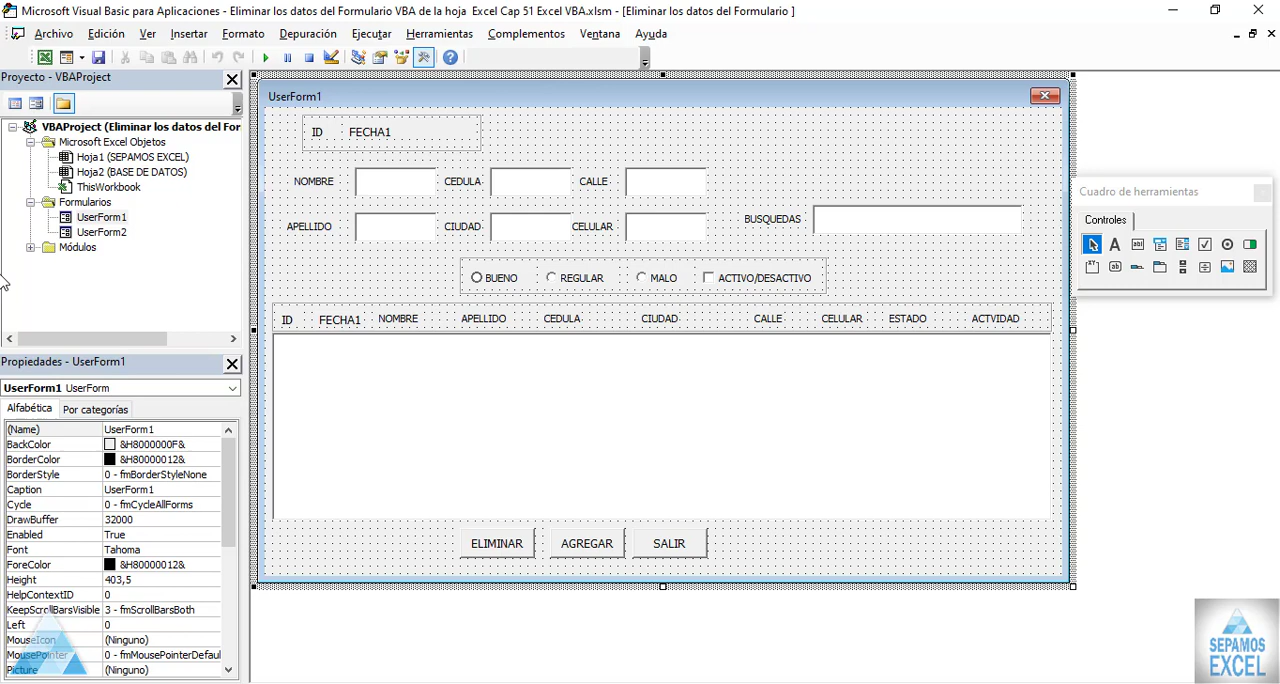 Microsoft Visual Basic para Aplicaciones - Eliminar los datos del Formulario VBA de la hoja Excel Cap 51 Excel VBA.xlsm - [Eliminar los datos del Formulario ]
Archivo Edición Ver Insertar Formato Depuración Ejecutar Herramientas Complementos Ventana Ayuda
Proyecto - VBAProject
VBAProject (Eliminar los datos del For
Microsoft Excel Objetos
Hoja1 (SEPAMOS EXCEL)
Hoja2 (BASE DE DATOS)
ThisWorkbook
Formularios
UserForm1
UserForm2
Módulos
Propiedades - UserForm1
UserForm1 UserForm
Alfabética Por categorías
(Name) UserForm1
BackColor &H8000000F&
BorderColor &H80000012&
BorderStyle 0 - fmBorderStyleNone
Caption UserForm1
Cycle 0 - fmCycleAllForms
DrawBuffer 32000
Enabled True
Font Tahoma
ForeColor &H80000012&
Height 403,5
HelpContextID 0
KeepScrollBarsVisible 3 - fmScrollBarsBoth
Left 0
MouseIcon (Ninguno)
MousePointer 0 - fmMousePointerDefaul
Picture (Ninguno)
UserForm1
ID FECHA1
NOMBRE CEDULA CALLE
APELLIDO CIUDAD CELULAR BUSQUEDAS
BUENO REGULAR MALO ACTIVO/DESACTIVO
ID FECHA1 NOMBRE APELLIDO CEDULA CIUDAD CALLE CELULAR ESTADO ACTVIDAD
ELIMINAR AGREGAR SALIR
Cuadro de herramientas
Controles
SEPAMOS
EXCEL